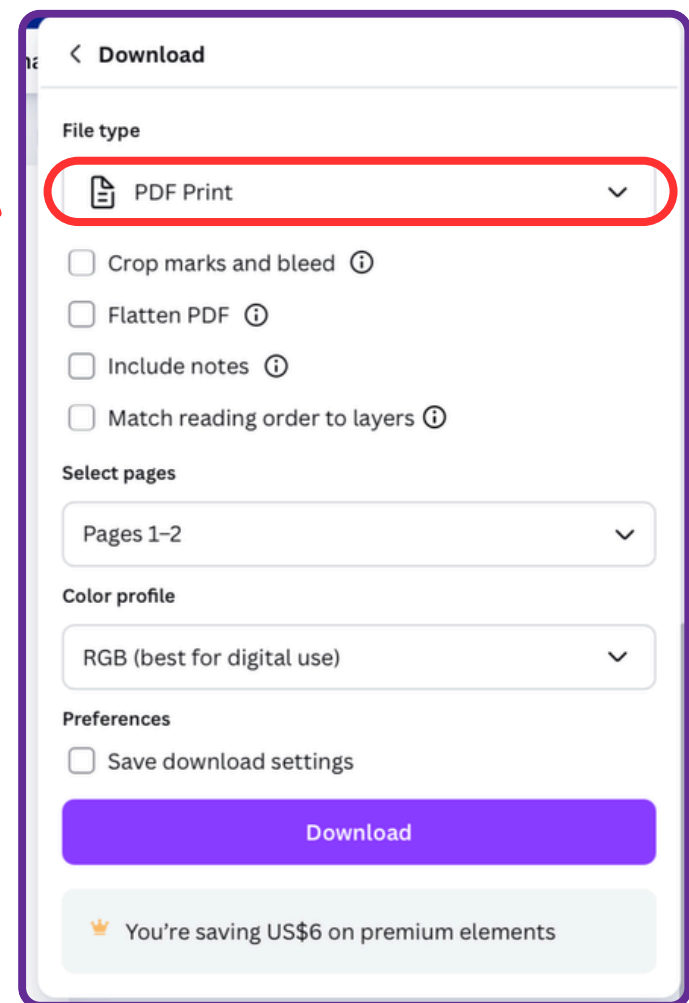 Download
File type
PDF Print
Crop marks and bleed
Flatten PDF
Include notes
Match reading order to layers
Select pages
Pages 1–2
Color profile
RGB (best for digital use)
Preferences
Save download settings
Download
You're saving US$6 on premium elements